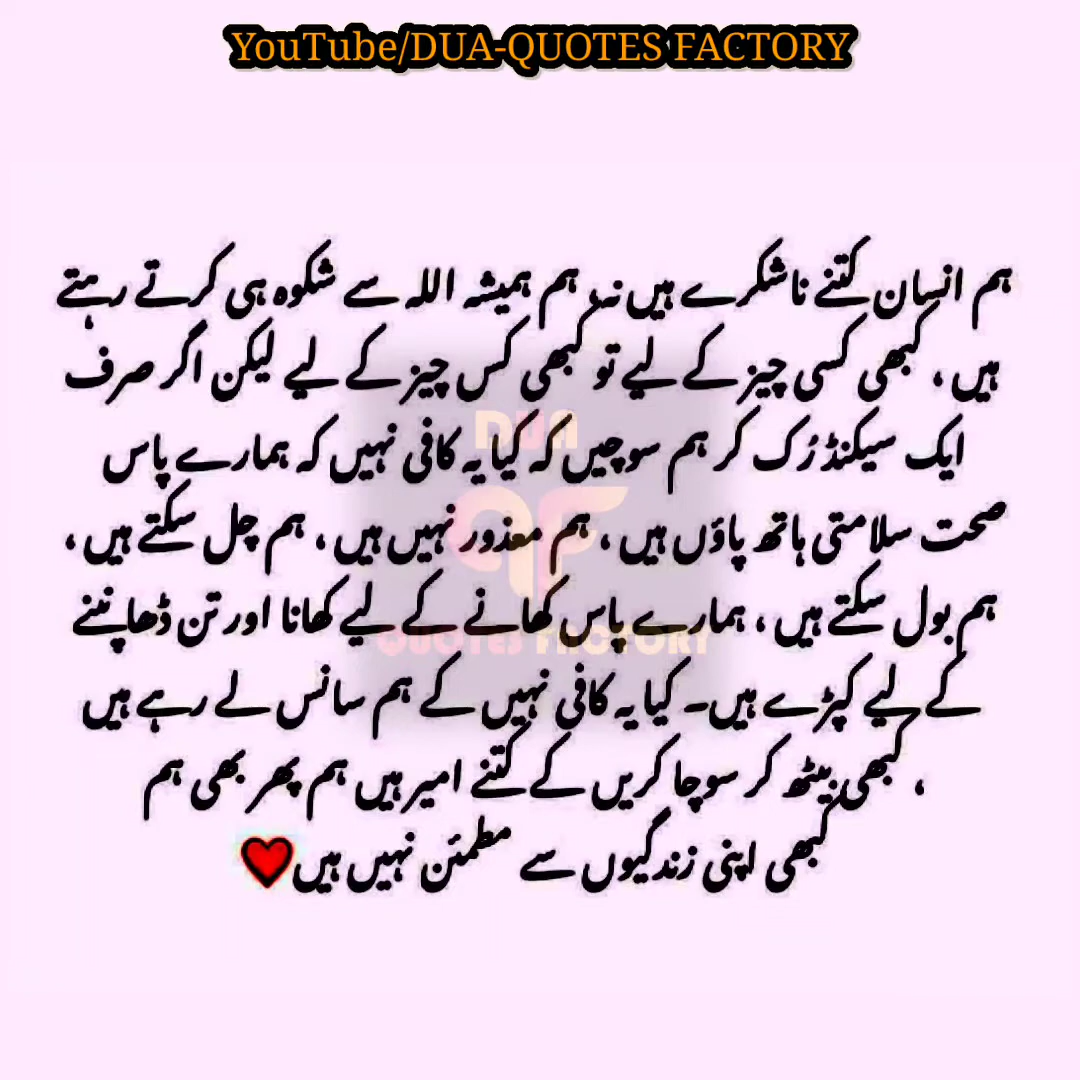 YouTube/DUA-QUOTES FACTORY
ہم انسان کتنے ناشکرے ہیں نہ، ہم ہمیشہ اللہ سے شکوہ ہی کرتے رہتے
ہیں ، کبھی کسی چیز کے لیے تو کبھی کس چیز کے لیے لیکن اگر صرف
ایک سیکنڈ رُک کر ہم سوچیں کہ کیا یہ کافی نہیں کہ ہمارے پاس
صحت سلامتی ہاتھ پاؤں ہیں ، ہم معذور نہیں ہیں ، ہم چل سکتے ہیں ،
ہم بول سکتے ہیں ، ہمارے پاس کھانے کے لیے کھانا اور تن ڈھانپنے
کے لیے کپڑے ہیں۔ کیا یہ کافی نہیں کے ہم سانس لے رہے ہیں
، کبھی بیٹھ کر سوچا کریں کے کتنے امیر ہیں ہم پھر بھی ہم
کبھی اپنی زندگیوں سے مطمئن نہیں ہیں❤
DUA
QF
QUOTES FACTORY